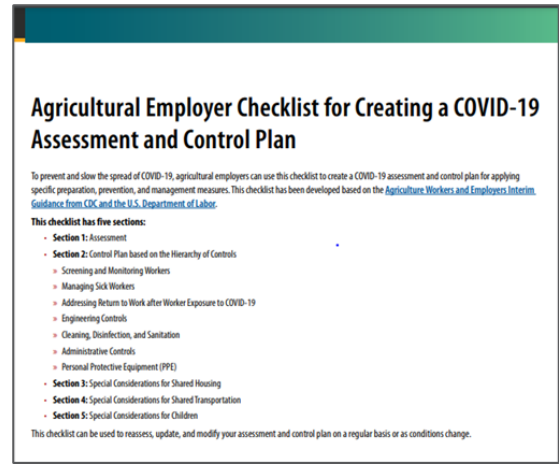 Agricultural Employer Checklist for Creating a COVID-19
Assessment and Control Plan
To prevent and slow the spread of COVID-19, agricultural employers can use this checklist to create a COVID-19 assessment and control plan for applying
specific preparation, prevention, and management measures. This checklist has been developed based on the Agriculture Workers and Employers Interim
Guidance from CDC and the U.S. Department of Labor.
This checklist has five sections:
• Section 1: Assessment
• Section 2: Control Plan based on the Hierarchy of Controls
» Screening and Monitoring Workers
» Managing Sick Workers
» Addressing Return to Work after Worker Exposure to COVID-19
» Engineering Controls
» Cleaning, Disinfection, and Sanitation
» Administrative Controls
» Personal Protective Equipment (PPE)
• Section 3: Special Considerations for Shared Housing
• Section 4: Special Considerations for Shared Transportation
• Section 5: Special Considerations for Children
This checklist can be used to reassess, update, and modify your assessment and control plan on a regular basis or as conditions change.